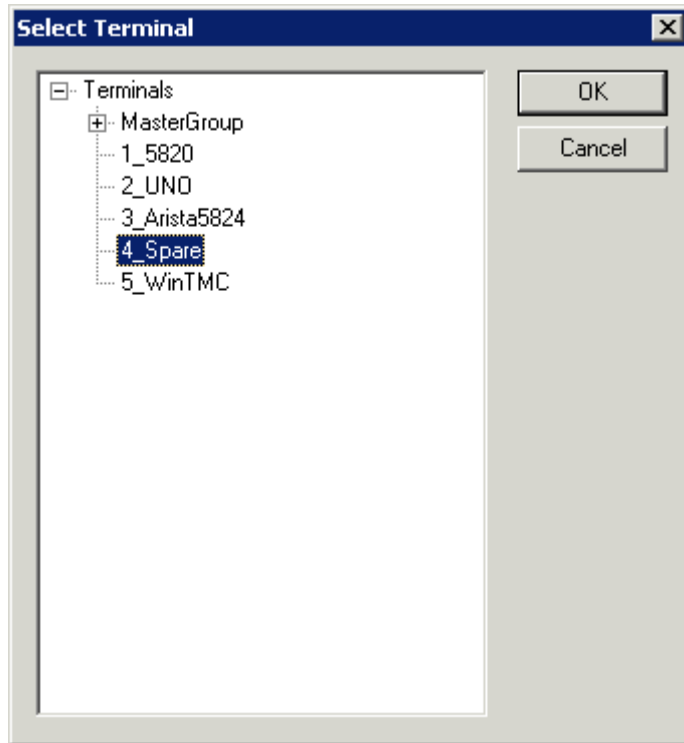 Select Terminal
Terminals
MasterGroup
1_5820
2_UNO
3_Arista5824
4_Spare
5_WinTMC
OK
Cancel